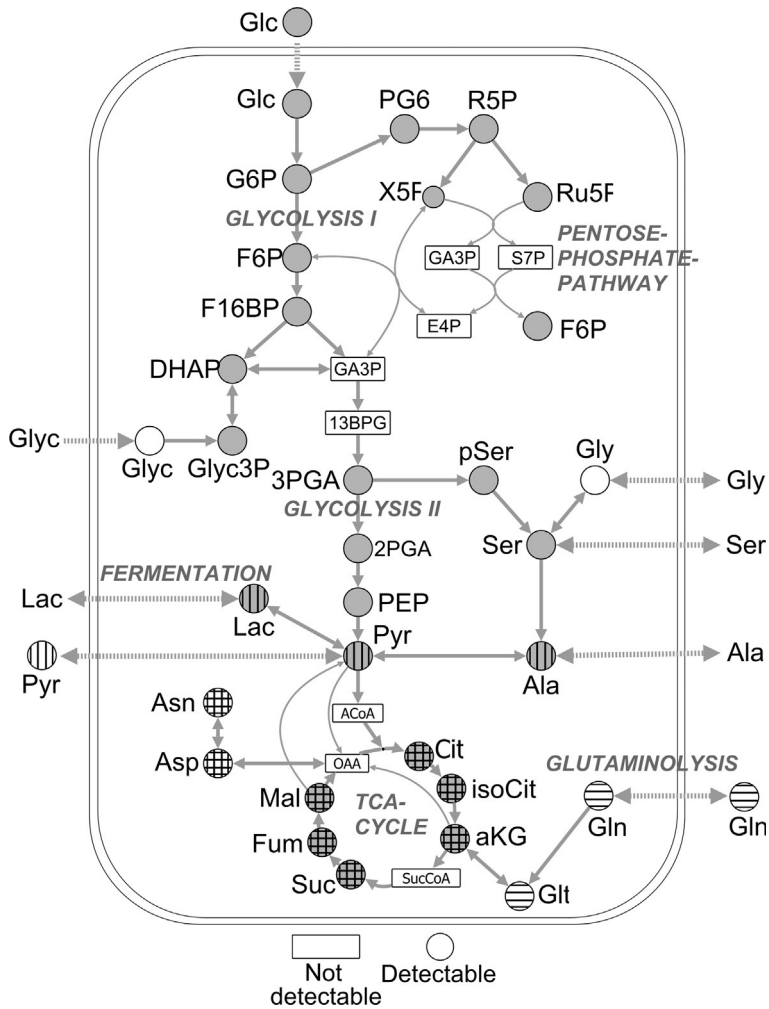 Glc
Glc
PG6
R5P
G6P
X5P
Ru5P
GLYCOLYSIS I
PENTOSE-
PHOSPHATE-
PATHWAY
F6P
GA3P
S7P
F16BP
E4P
F6P
DHAP
GA3P
13BPG
Glyc
Glyc
Glyc3P
3PGA
pSer
Gly
Gly
GLYCOLYSIS II
2PGA
Ser
Ser
FERMENTATION
Lac
Lac
PEP
Pyr
Pyr
Ala
Ala
Asn
ACoA
Asp
OAA
Cit
GLUTAMINOLYSIS
Mal
isoCit
TCA-
CYCLE
Gln
Gln
Fum
aKG
Suc
SucCoA
Glt
Not
detectable
Detectable